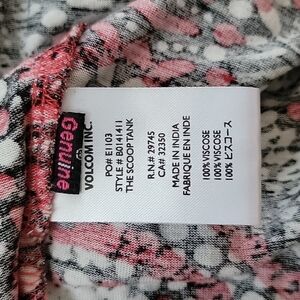 Genuine
VOLCOM INC.
PO# E1103
STYLE # B0141411
THE SCOOP TANK
R.N.# 29745
CA# 32350
MADE IN INDIA
FABRIQUE EN INDE
100% VISCOSE
100% VISCOSE
100% ビスコース